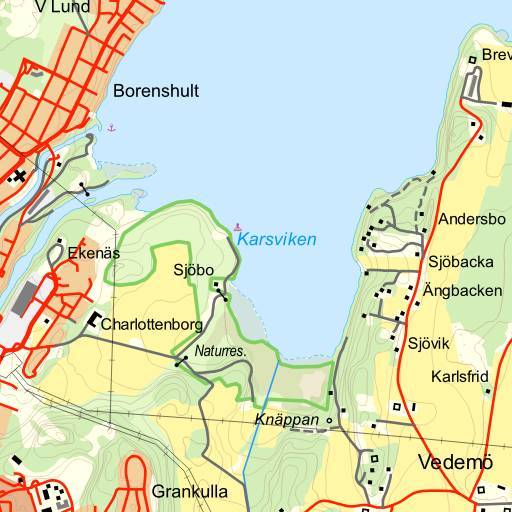 V Lund
Brev
Borenshult
Andersbo
Karsviken
Ekenäs
Sjöbacka
Sjöbo
Ängbacken
Charlottenborg
Sjövik
Naturres.
Karlsfrid
Knäppan
Vedemö
Grankulla